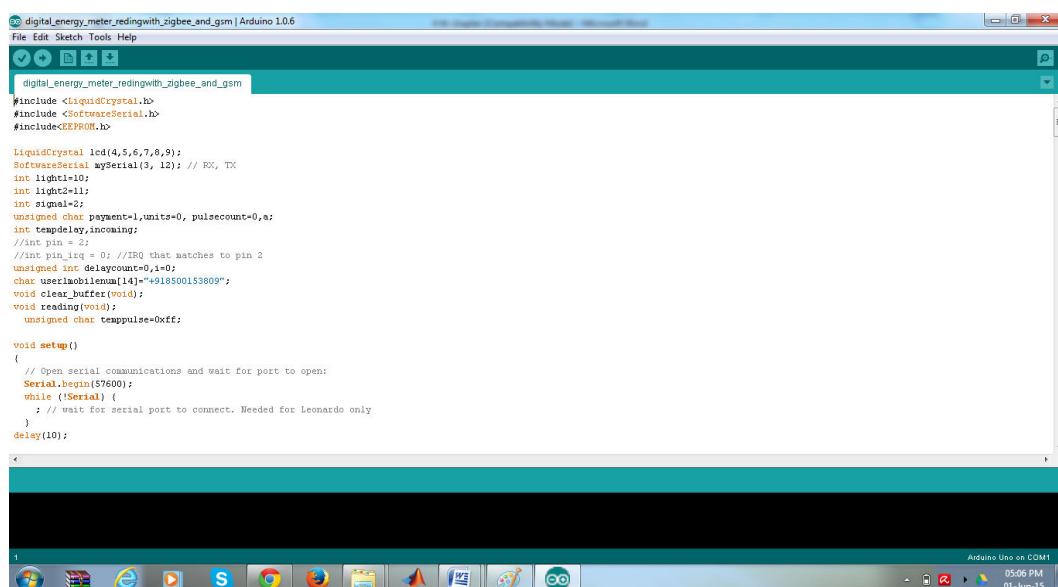 digital_energy_meter_redingwith_zigbee_and_gsm | Arduino 1.0.6
File Edit Sketch Tools Help
digital_energy_meter_redingwith_zigbee_and_gsm
#include <LiquidCrystal.h>
#include <SoftwareSerial.h>
#include<EEPROM.h>
LiquidCrystal lcd(4,5,6,7,8,9);
SoftwareSerial mySerial(3, 12); // RX, TX
int light1=10;
int light2=11;
int signal=2;
unsigned char payment=1,units=0, pulsecount=0,a;
int tempdelay,incoming;
//int pin = 2;
//int pin_irq = 0; //IRQ that matches to pin 2
unsigned int delaycount=0,i=0;
char user1mobilenum[14]="+918500153809";
void clear_buffer(void);
void reading(void);
unsigned char temppulse=0xff;
void setup()
{
// Open serial communications and wait for port to open:
Serial.begin(57600);
while (!Serial) {
; // wait for serial port to connect. Needed for Leonardo only
}
delay(10);
1
Arduino Uno on COM1
05:06 PM
01-Jun-15